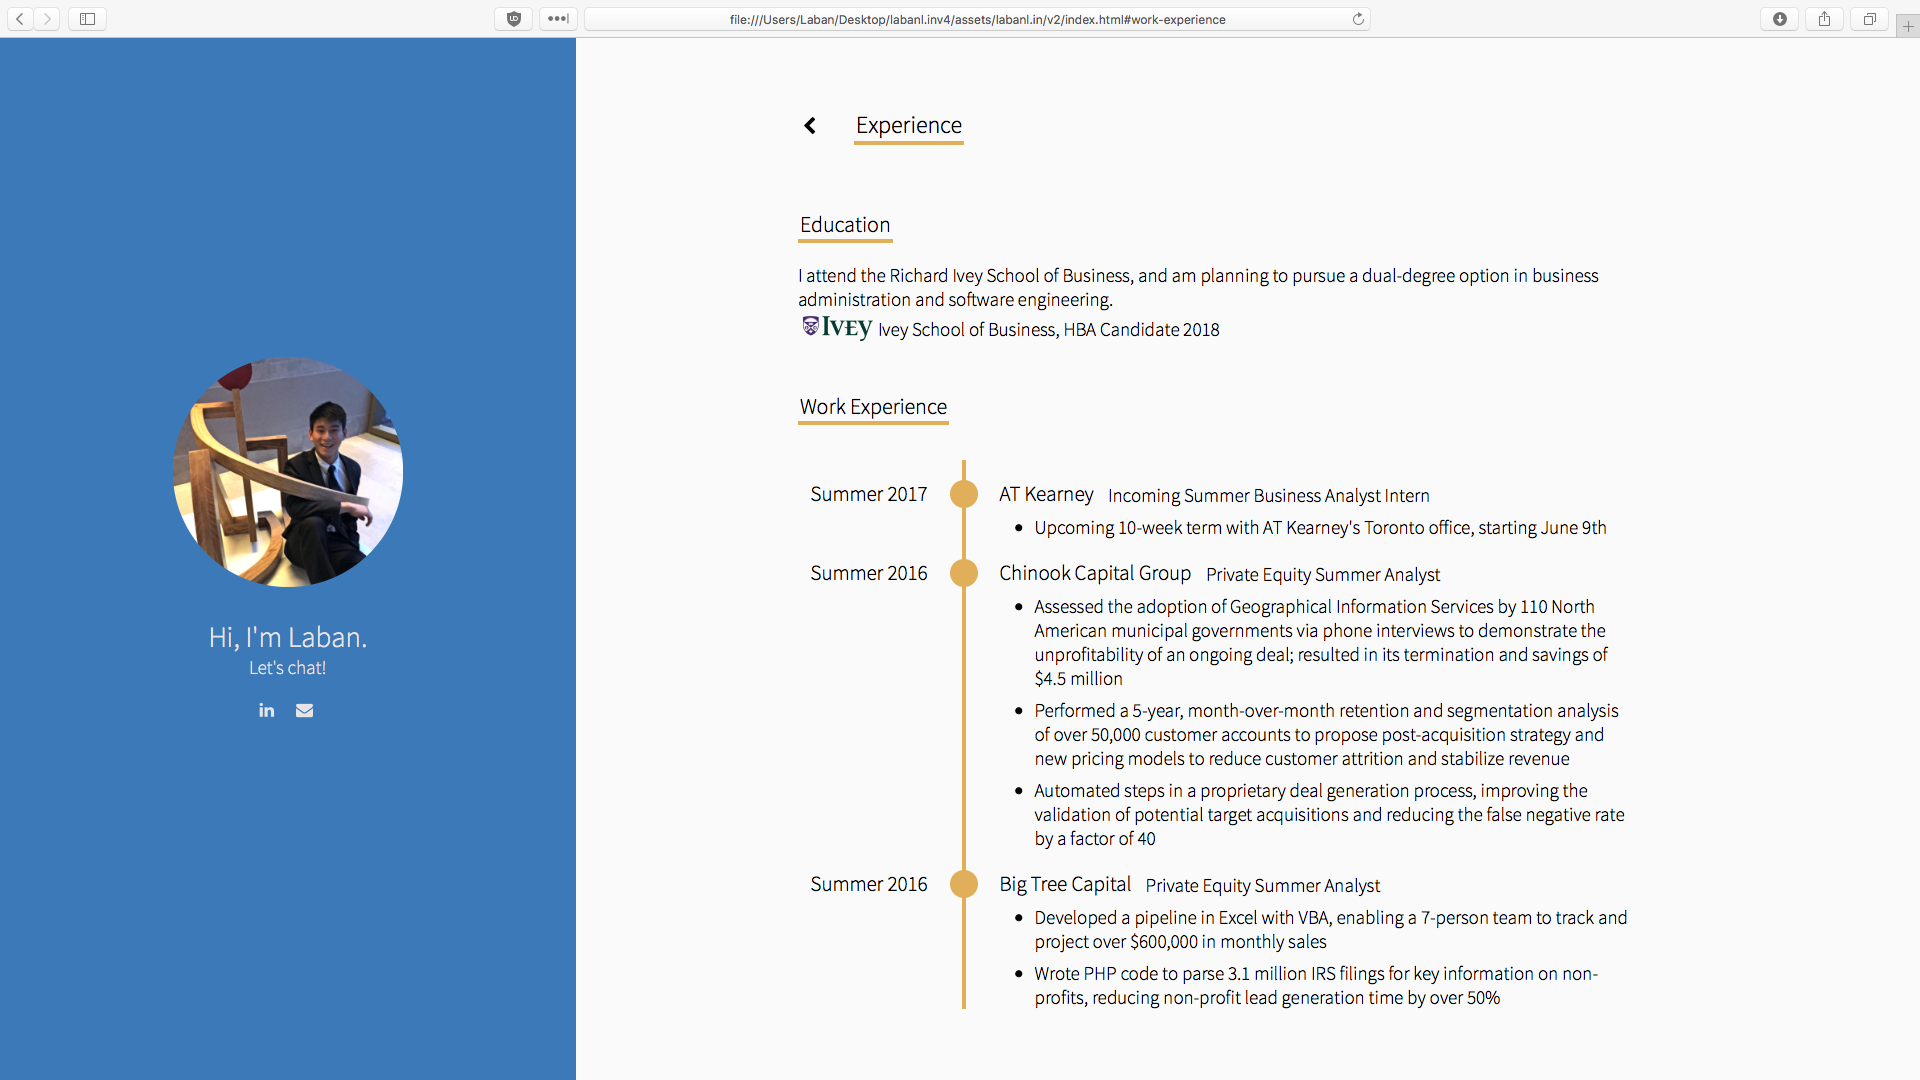 file:///Users/Laban/Desktop/labanl.inv4/assets/labanl.in/v2/index.html#work-experience
Hi, I'm Laban.
Let's chat!
in
Experience
Education
I attend the Richard Ivey School of Business, and am planning to pursue a dual-degree option in business
administration and software engineering.
IVEY Ivey School of Business, HBA Candidate 2018
Work Experience
Summer 2017 AT Kearney Incoming Summer Business Analyst Intern
• Upcoming 10-week term with AT Kearney's Toronto office, starting June 9th
Summer 2016 Chinook Capital Group Private Equity Summer Analyst
• Assessed the adoption of Geographical Information Services by 110 North
American municipal governments via phone interviews to demonstrate the
unprofitability of an ongoing deal; resulted in its termination and savings of
$4.5 million
• Performed a 5-year, month-over-month retention and segmentation analysis
of over 50,000 customer accounts to propose post-acquisition strategy and
new pricing models to reduce customer attrition and stabilize revenue
• Automated steps in a proprietary deal generation process, improving the
validation of potential target acquisitions and reducing the false negative rate
by a factor of 40
Summer 2016 Big Tree Capital Private Equity Summer Analyst
• Developed a pipeline in Excel with VBA, enabling a 7-person team to track and
project over $600,000 in monthly sales
• Wrote PHP code to parse 3.1 million IRS filings for key information on non-
profits, reducing non-profit lead generation time by over 50%